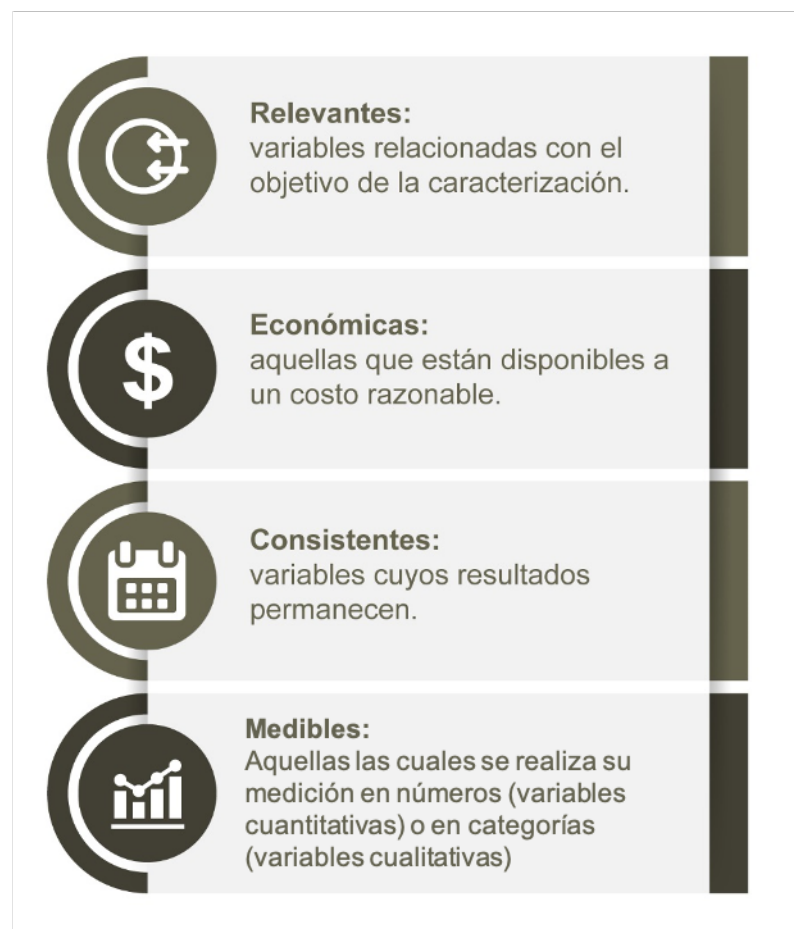 Relevantes:
variables relacionadas con el
objetivo de la caracterización.
$
Económicas:
aquellas que están disponibles a
un costo razonable.
Consistentes:
variables cuyos resultados
permanecen.
Medibles:
Aquellas las cuales se realiza su
medición en números (variables
cuantitativas) o en categorías
(variables cualitativas)